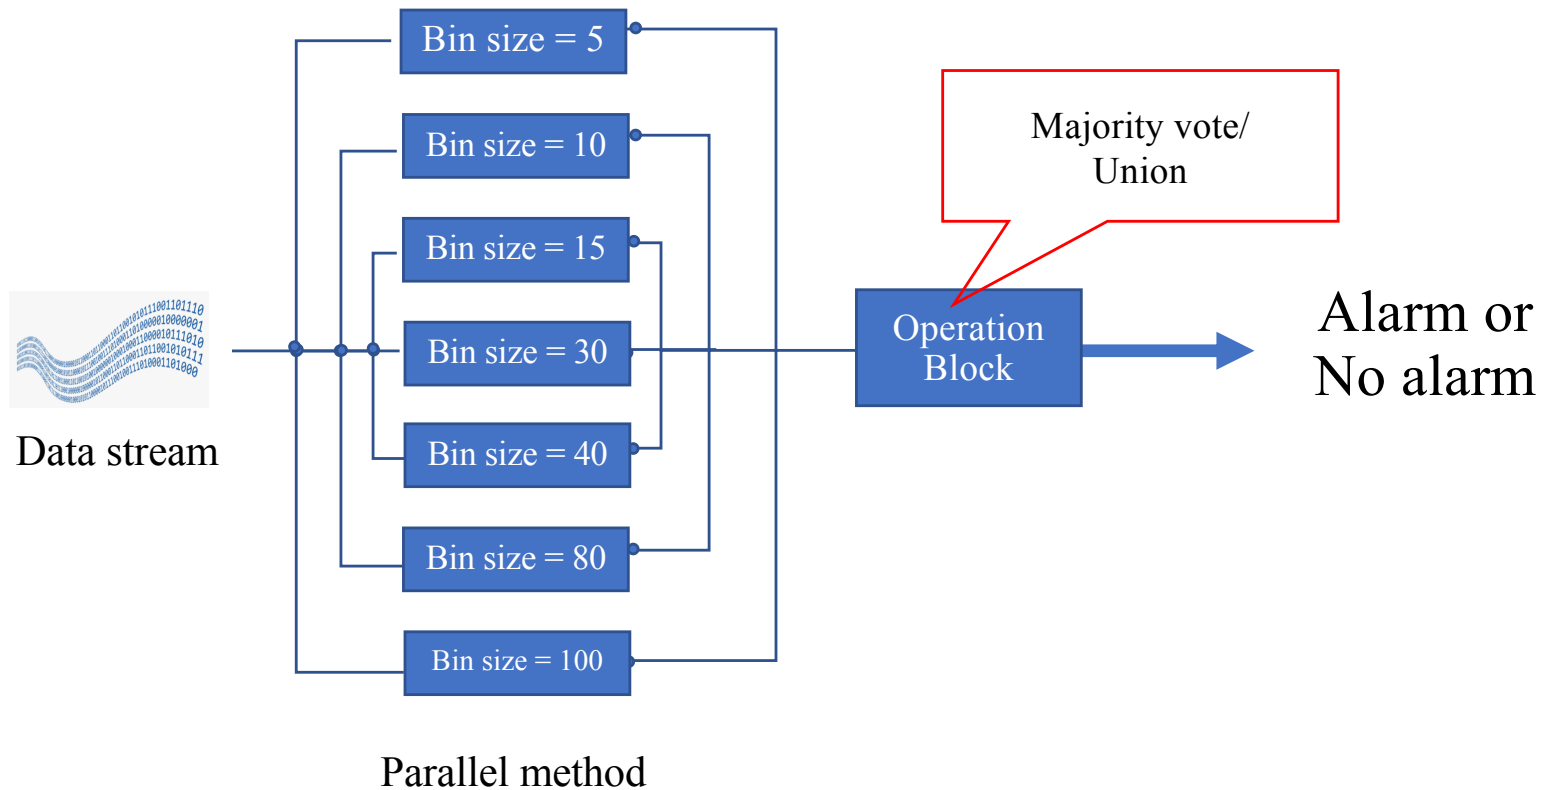 Bin size = 5
Bin size = 10
Bin size = 15
Bin size = 30
Bin size = 40
Bin size = 80
Bin size = 100
Data stream
Majority vote/
Union
Operation
Block
Alarm or
No alarm
Parallel method